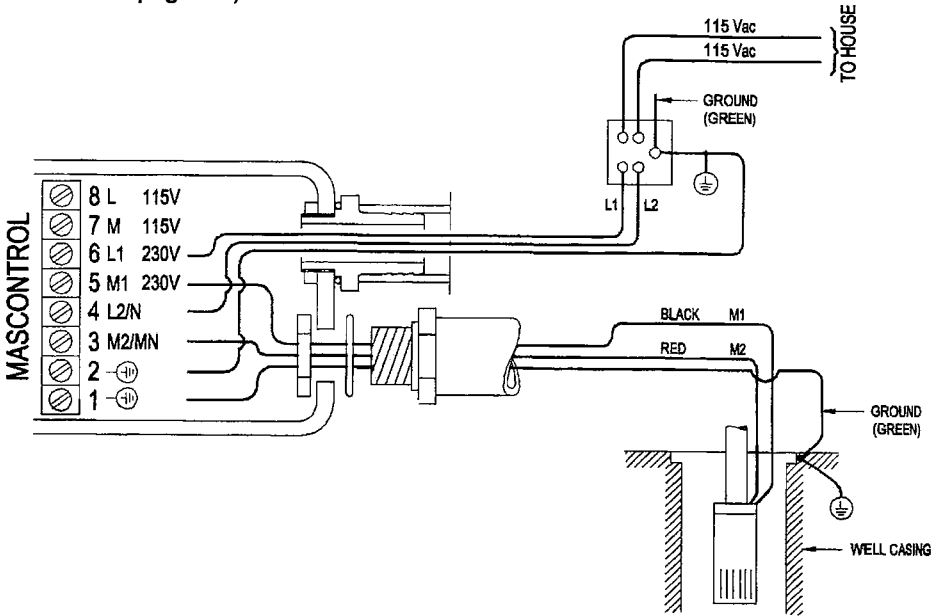 115 Vac
115 Vac
TO HOUSE
GROUND
(GREEN)
L1 L2
MASCONTROL
8 L 115V
7 M 115V
6 L1 230V
5 M1 230V
4 L2/N
3 M2/MN
2
1
BLACK M1
RED M2
GROUND
(GREEN)
WELL CASING